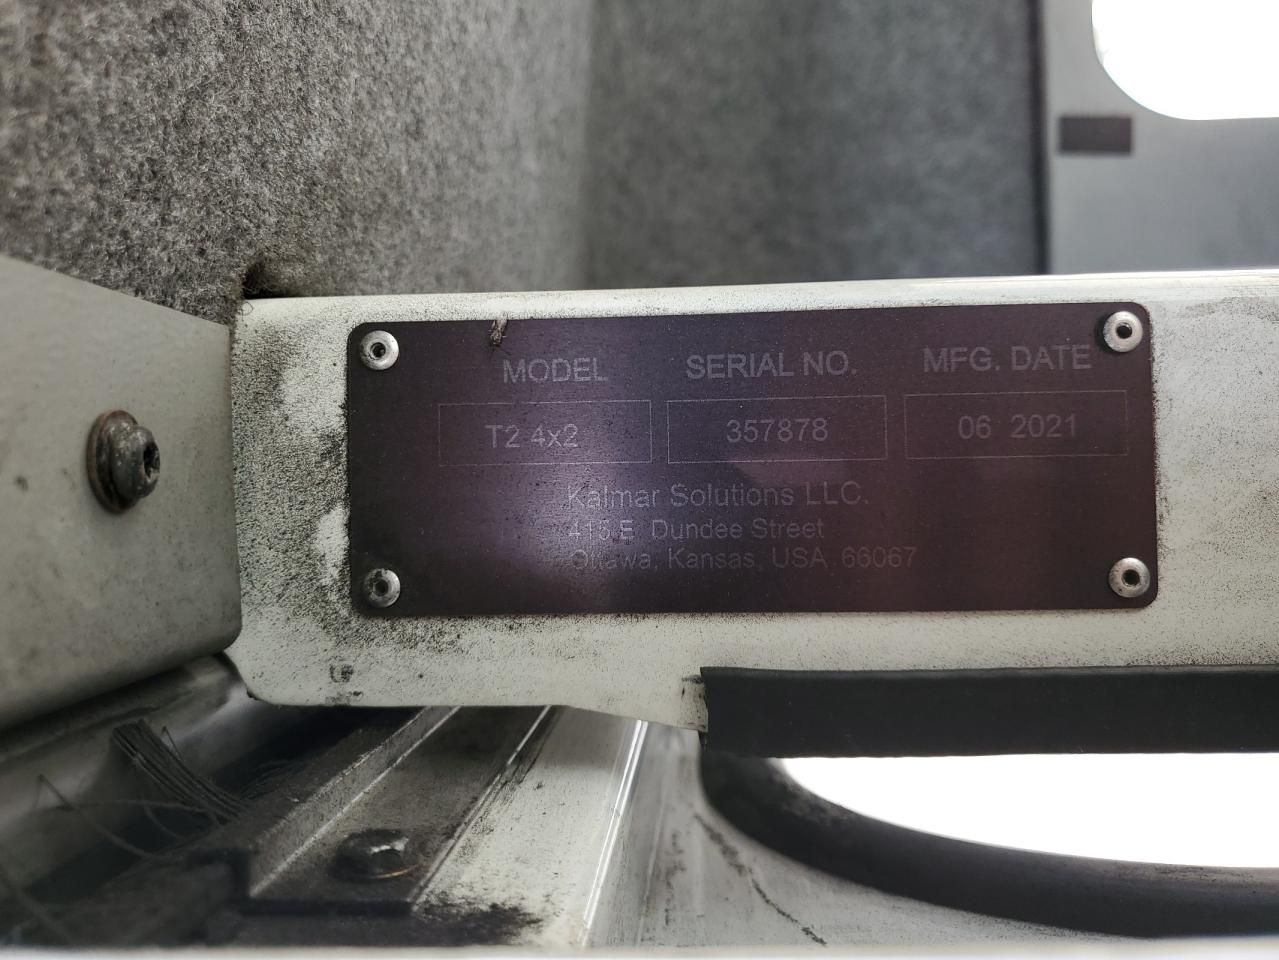 MODEL SERIAL NO. MFG. DATE
T2 4x2 357878 06 2021
Kalmar Solutions LLC.
415 E Dundee Street
Ottawa, Kansas, USA 66067